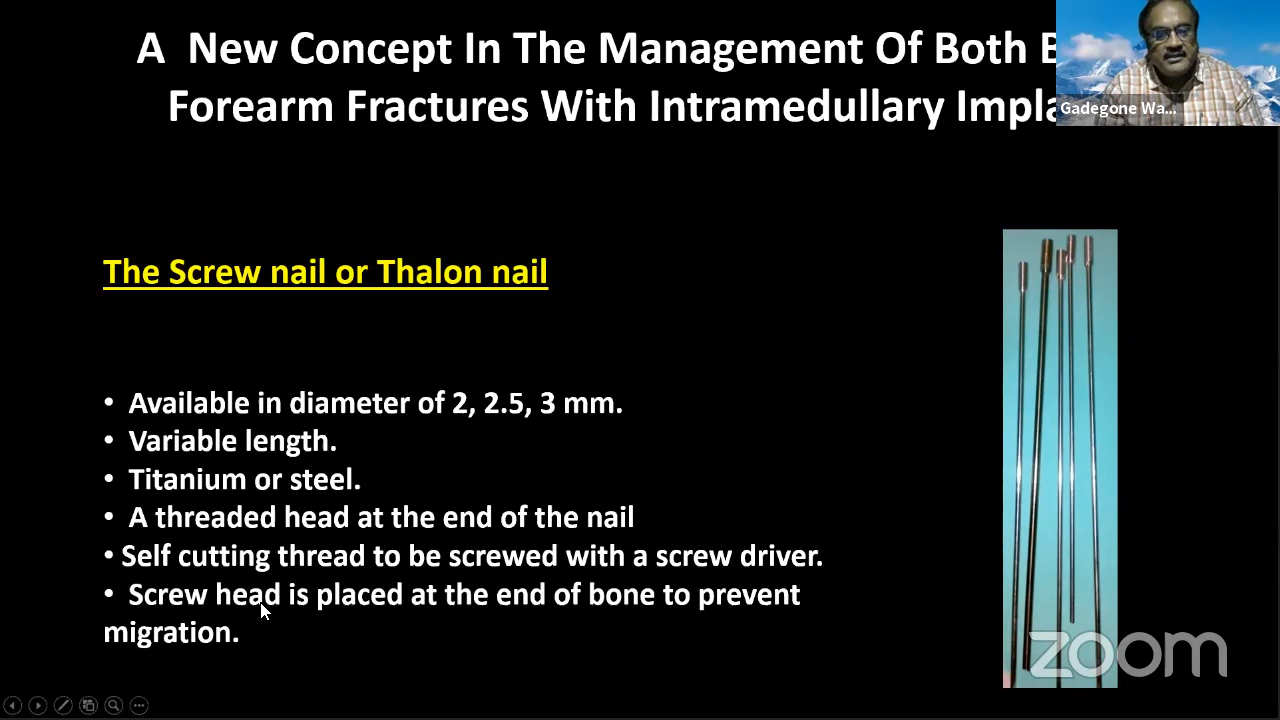 A New Concept In The Management Of Both
Forearm Fractures With Intramedullary
Gadegone Wa...
The Screw nail or Thalon nail
• Available in diameter of 2, 2.5, 3 mm.
• Variable length.
• Titanium or steel.
• A threaded head at the end of the nail
• Self cutting thread to be screwed with a screw driver.
• Screw head is placed at the end of bone to prevent
migration.
zoom